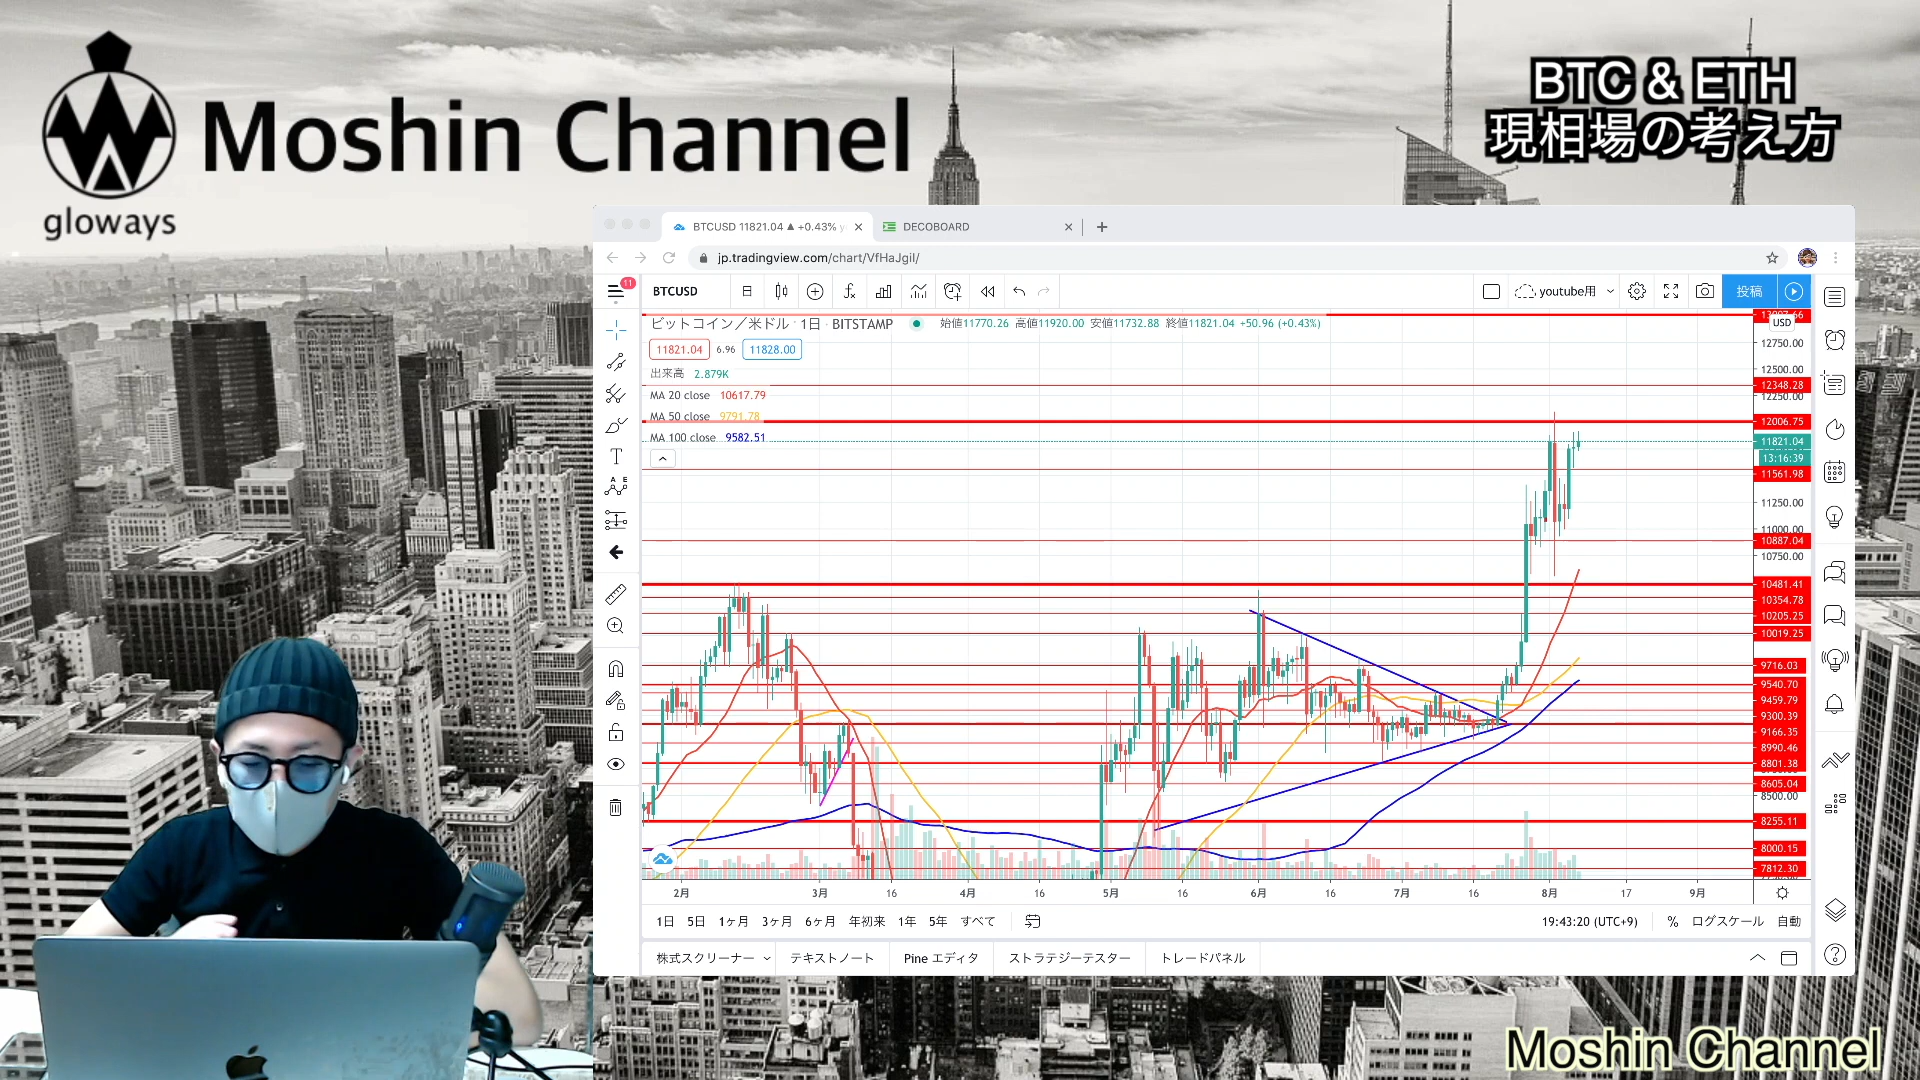 Moshin Channel
gloways
BTC & ETH
現相場の考え方
BTCUSD 11821.04 ▲ +0.43%
DECOBOARD
jp.tradingview.com/chart/VfHaJgil/
11
BTCUSD
日
youtube用
投稿
ビットコイン／米ドル · 1日 · BITSTAMP
始値11770.26 高値11920.00 安値11732.88 終値11821.04 +50.96 (+0.43%)
11821.04
6.96
11828.00
出来高 2.879K
MA 20 close 10617.79
MA 50 close 9791.78
MA 100 close 9582.51
USD
12750.00
12500.00
12348.28
12250.00
12006.75
11821.04
13:16:39
11561.98
11250.00
11000.00
10887.04
10750.00
10481.41
10354.78
10205.25
10019.25
9716.03
9540.70
9459.79
9300.39
9166.35
8990.46
8801.38
8605.04
8500.00
8255.11
8000.15
7812.30
2月 3月 16 4月 16 5月 16 6月 16 7月 16 8月 17 9月
1日 5日 1ヶ月 3ヶ月 6ヶ月 年初来 1年 5年 すべて
19:43:20 (UTC+9) % ログスケール 自動
株式スクリーナー テキストノート Pine エディタ ストラテジーテスター トレードパネル
Moshin Channel